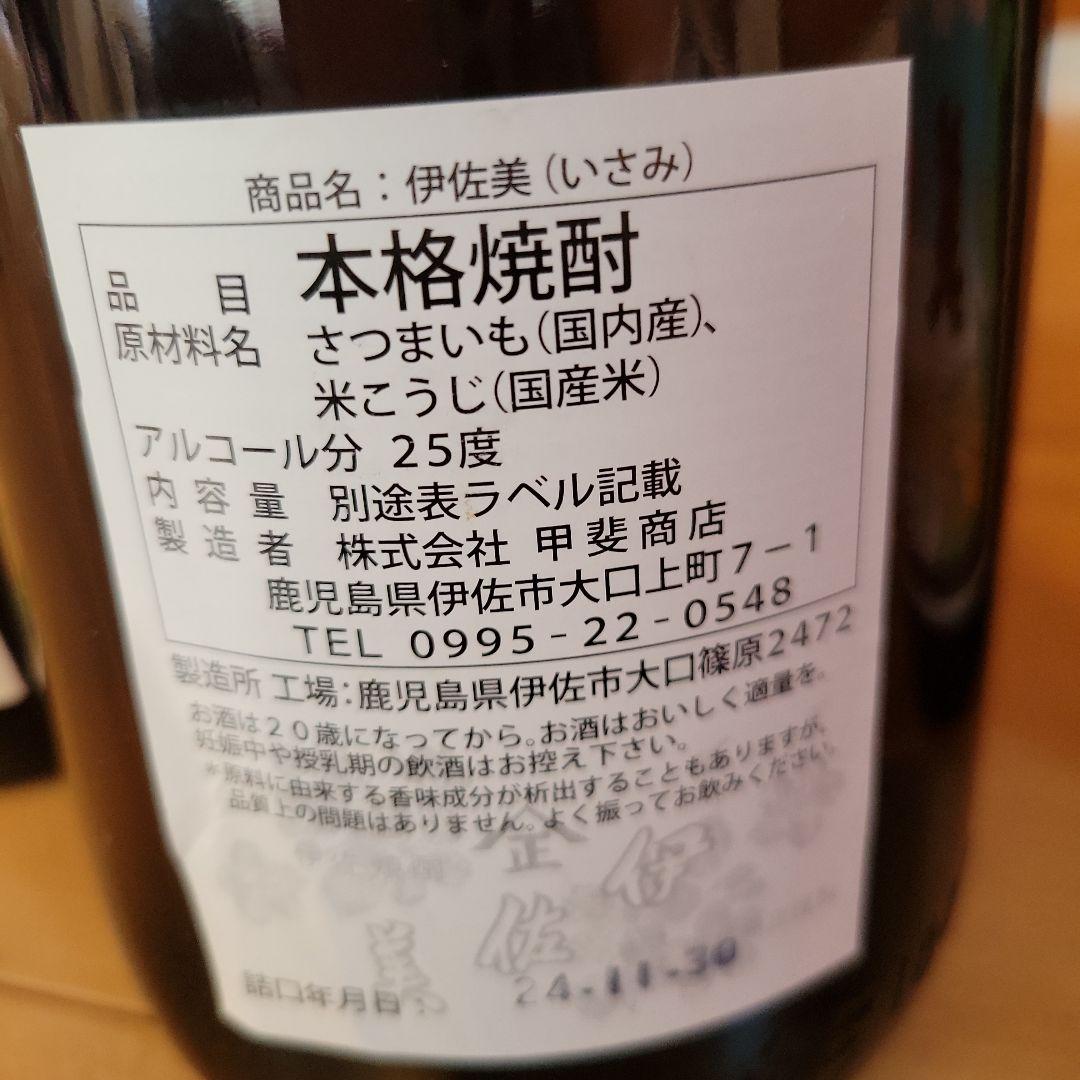 商品名：伊佐美（いさみ）
品目 本格焼酎
原材料名 さつまいも（国内産）、
米こうじ（国産米）
アルコール分 25度
内容量 別途表ラベル記載
製造者 株式会社 甲斐商店
鹿児島県伊佐市大口上町7－1
TEL 0995-22-0548
製造所 工場：鹿児島県伊佐市大口篠原2472
お酒は20歳になってから。お酒はおいしく適量を。
妊娠中や授乳期の飲酒はお控え下さい。
＊原料に由来する香味成分が析出することもありますが、
品質上の問題はありません。よく振ってお飲みください。
伊佐美
詰口年月日 24-11-30